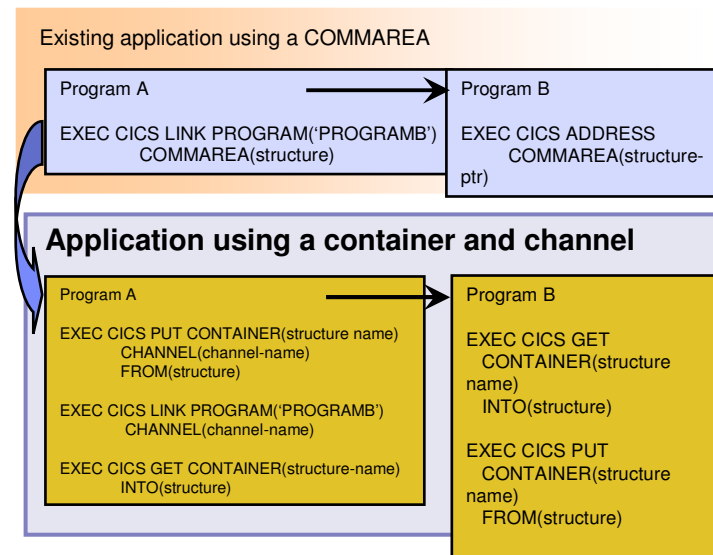 Existing application using a COMMAREA
Program A
EXEC CICS LINK PROGRAM(‘PROGRAMB’)
COMMAREA(structure)
Program B
EXEC CICS ADDRESS
COMMAREA(structure-
ptr)
Application using a container and channel
Program A
EXEC CICS PUT CONTAINER(structure name)
CHANNEL(channel-name)
FROM(structure)
EXEC CICS LINK PROGRAM(‘PROGRAMB’)
CHANNEL(channel-name)
EXEC CICS GET CONTAINER(structure-name)
INTO(structure)
Program B
EXEC CICS GET
CONTAINER(structure
name)
INTO(structure)
EXEC CICS PUT
CONTAINER(structure
name)
FROM(structure)